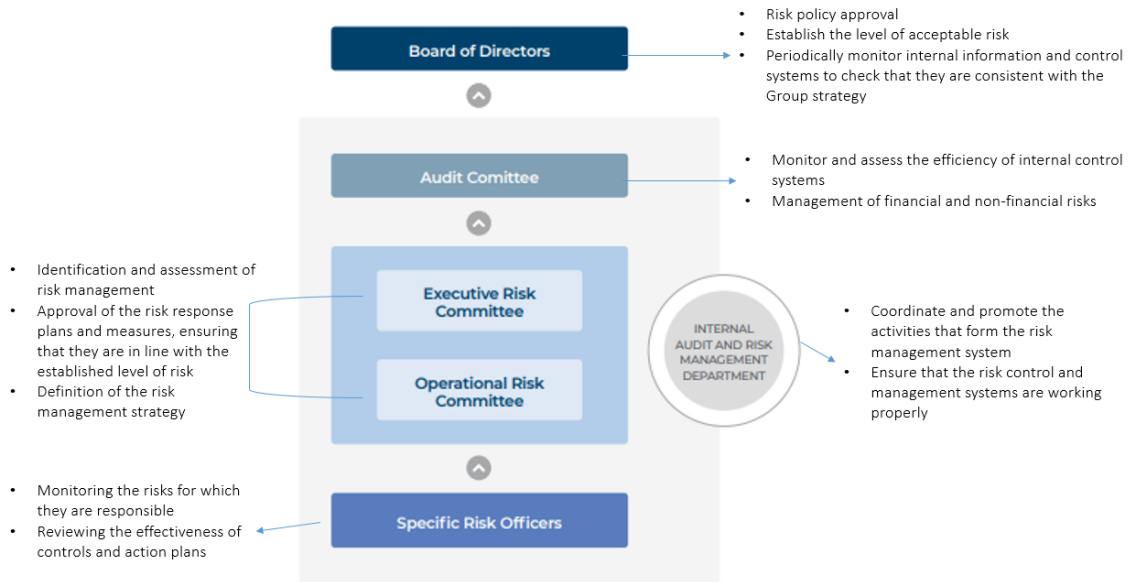 Board of Directors
• Risk policy approval
• Establish the level of acceptable risk
• Periodically monitor internal information and control
systems to check that they are consistent with the
Group strategy
Audit Comittee
• Monitor and assess the efficiency of internal control
systems
• Management of financial and non-financial risks
• Identification and assessment of
risk management
• Approval of the risk response
plans and measures, ensuring
that they are in line with the
established level of risk
• Definition of the risk
management strategy
Executive Risk
Committee
Operational Risk
Committee
INTERNAL
AUDIT AND RISK
MANAGEMENT
DEPARTMENT
• Coordinate and promote the
activities that form the risk
management system
• Ensure that the risk control and
management systems are working
properly
• Monitoring the risks for which
they are responsible
• Reviewing the effectiveness of
controls and action plans
Specific Risk Officers